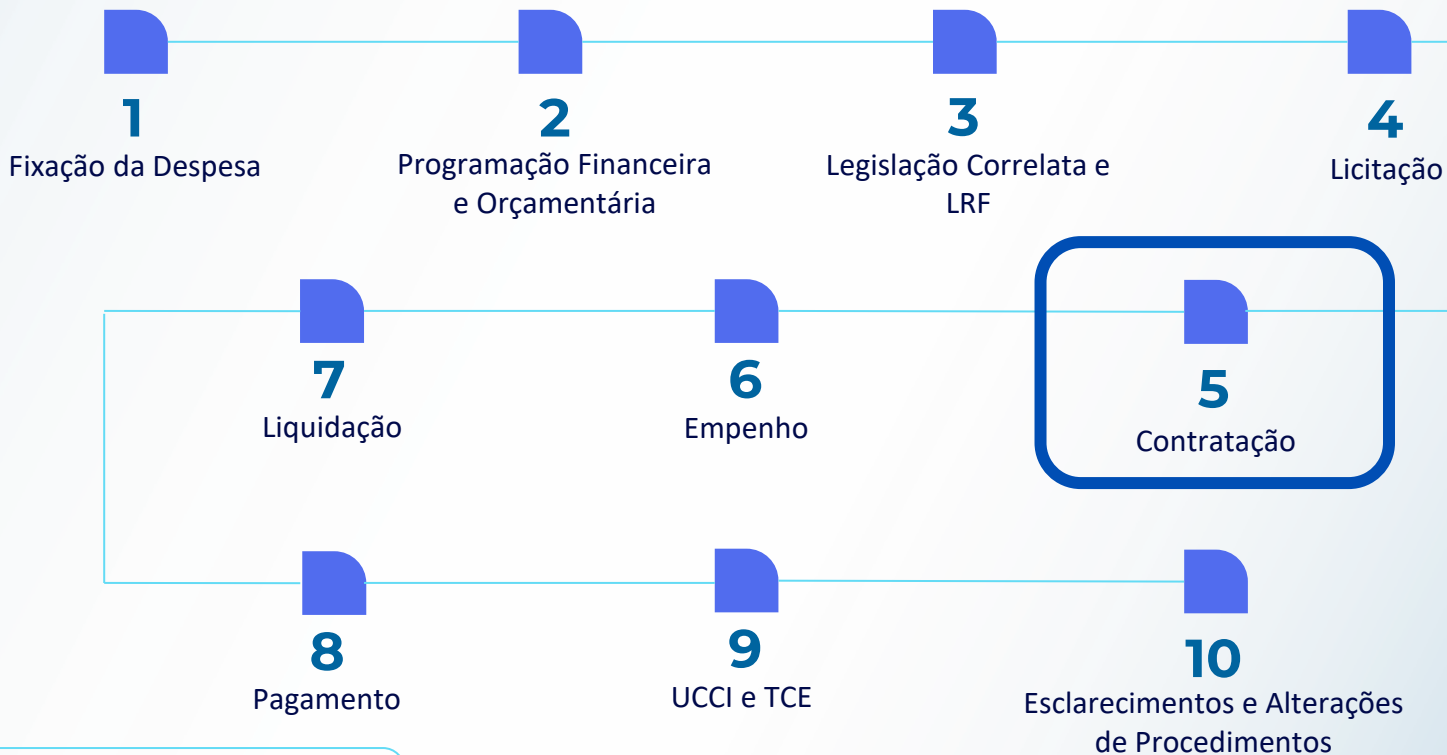 1
Fixação da Despesa
2
Programação Financeira
e Orçamentária
3
Legislação Correlata e
LRF
4
Licitação
5
Contratação
6
Empenho
7
Liquidação
8
Pagamento
9
UCCI e TCE
10
Esclarecimentos e Alterações
de Procedimentos